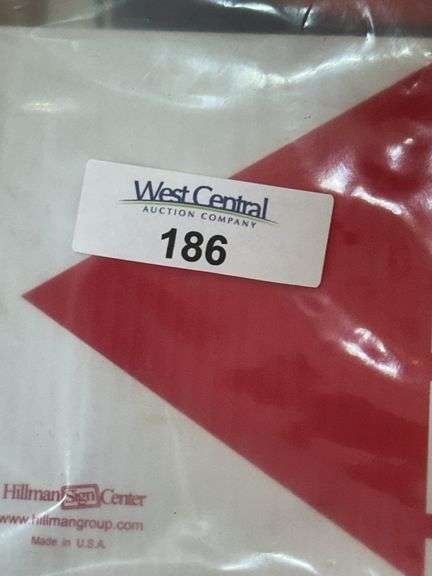 West Central
AUCTION COMPANY
186
Hillman Sign Center
www.hillmangroup.com
Made in U.S.A.